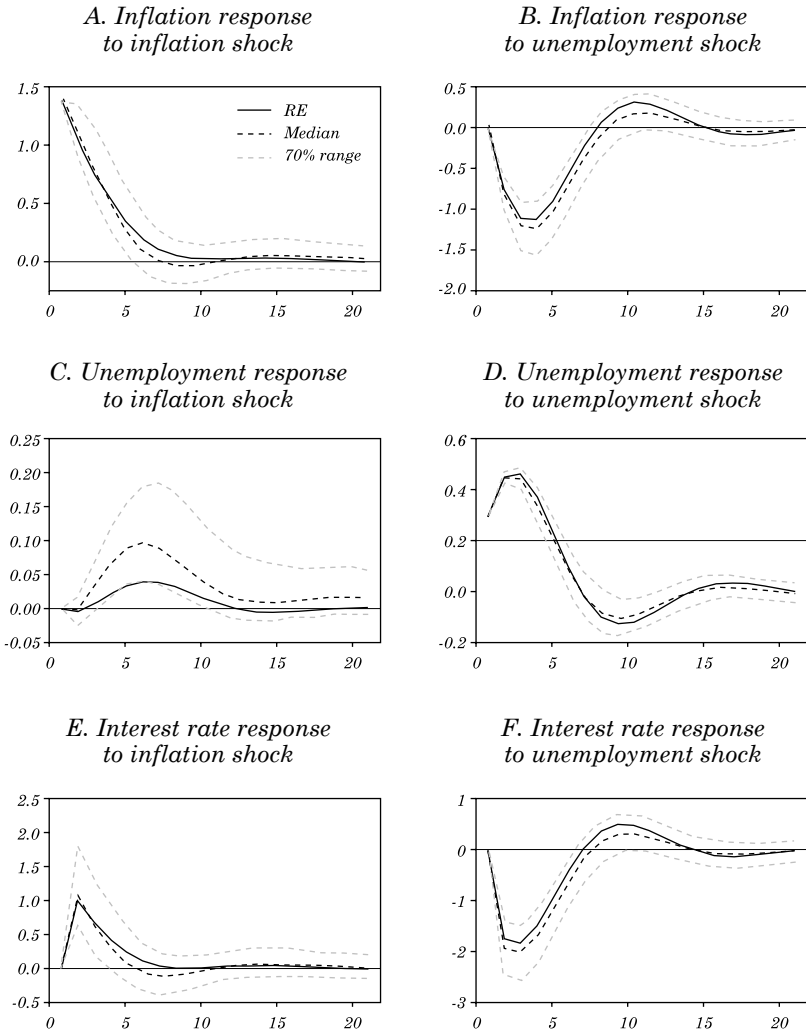 A. Inflation response
to inflation shock
1.5
1.0
0.5
0.0
0 5 10 15 20
RE
Median
70% range
B. Inflation response
to unemployment shock
0.5
0.0
-0.5
-1.0
-1.5
-2.0
0 5 10 15 20
C. Unemployment response
to inflation shock
0.25
0.20
0.15
0.10
0.05
0.00
-0.05
0 5 10 15 20
D. Unemployment response
to unemployment shock
0.6
0.4
0.2
0.0
-0.2
0 5 10 15 20
E. Interest rate response
to inflation shock
2.5
2.0
1.5
1.0
0.5
0.0
-0.5
0 5 10 15 20
F. Interest rate response
to unemployment shock
1
0
-1
-2
-3
0 5 10 15 20